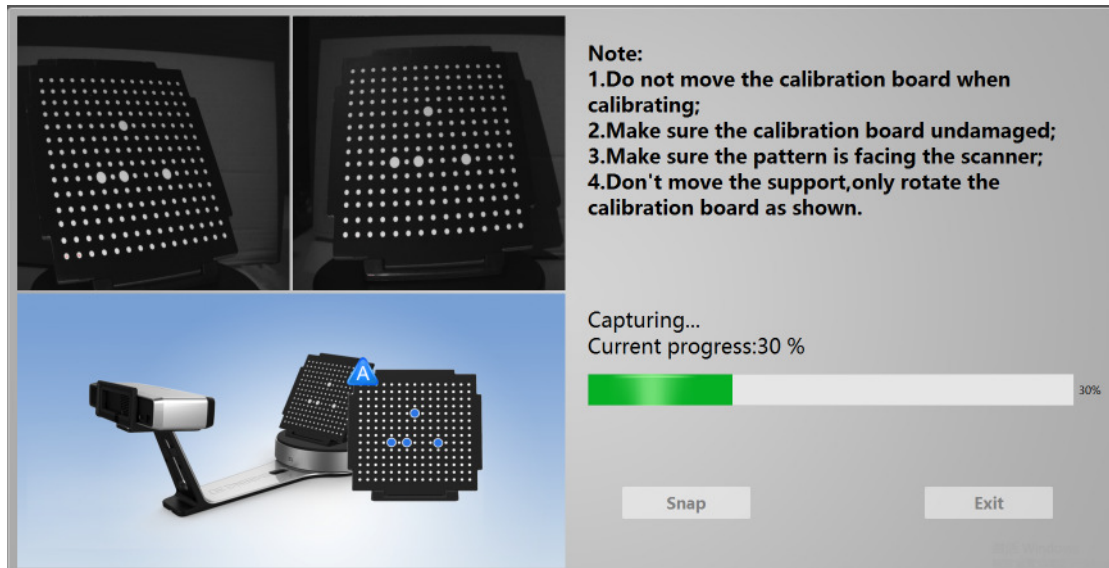 Note:
1.Do not move the calibration board when
calibrating;
2.Make sure the calibration board undamaged;
3.Make sure the pattern is facing the scanner;
4.Don't move the support,only rotate the
calibration board as shown.
A
Capturing...
Current progress:30 %
30%
Snap
Exit